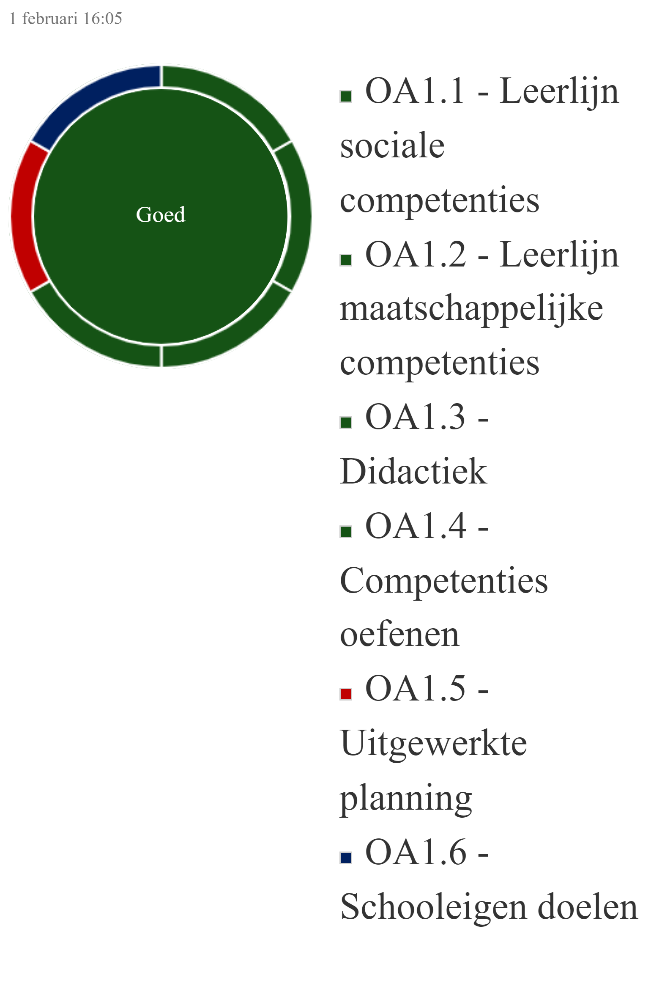 1 februari 16:05
Goed
OA1.1 - Leerlijn
sociale
competenties
OA1.2 - Leerlijn
maatschappelijke
competenties
OA1.3 -
Didactiek
OA1.4 -
Competenties
oefenen
OA1.5 -
Uitgewerkte
planning
OA1.6 -
Schooleigen doelen